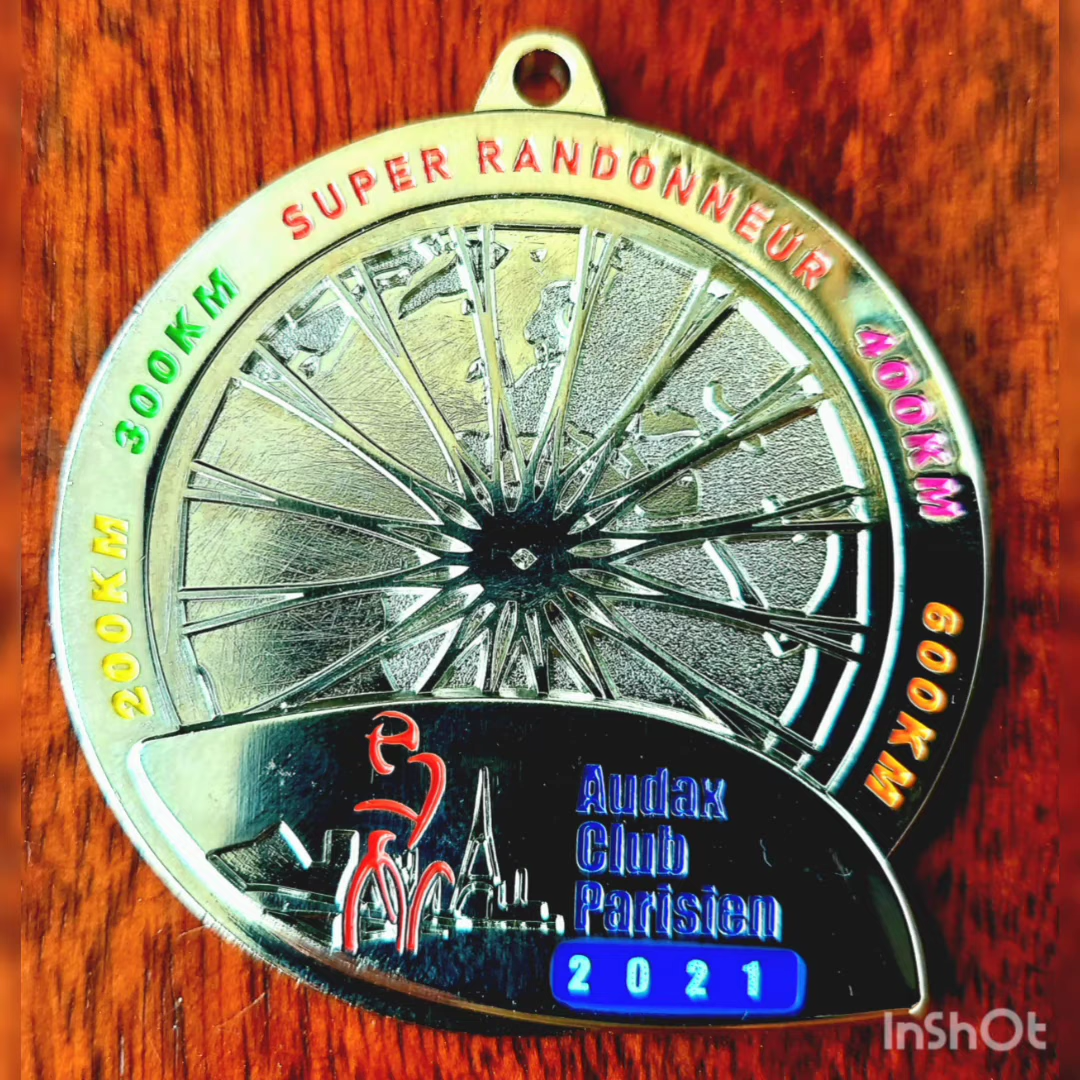 SUPER RANDONNEUR
200KM
300KM
400KM
600KM
Audax
Club
Parisien
2021
InShOt